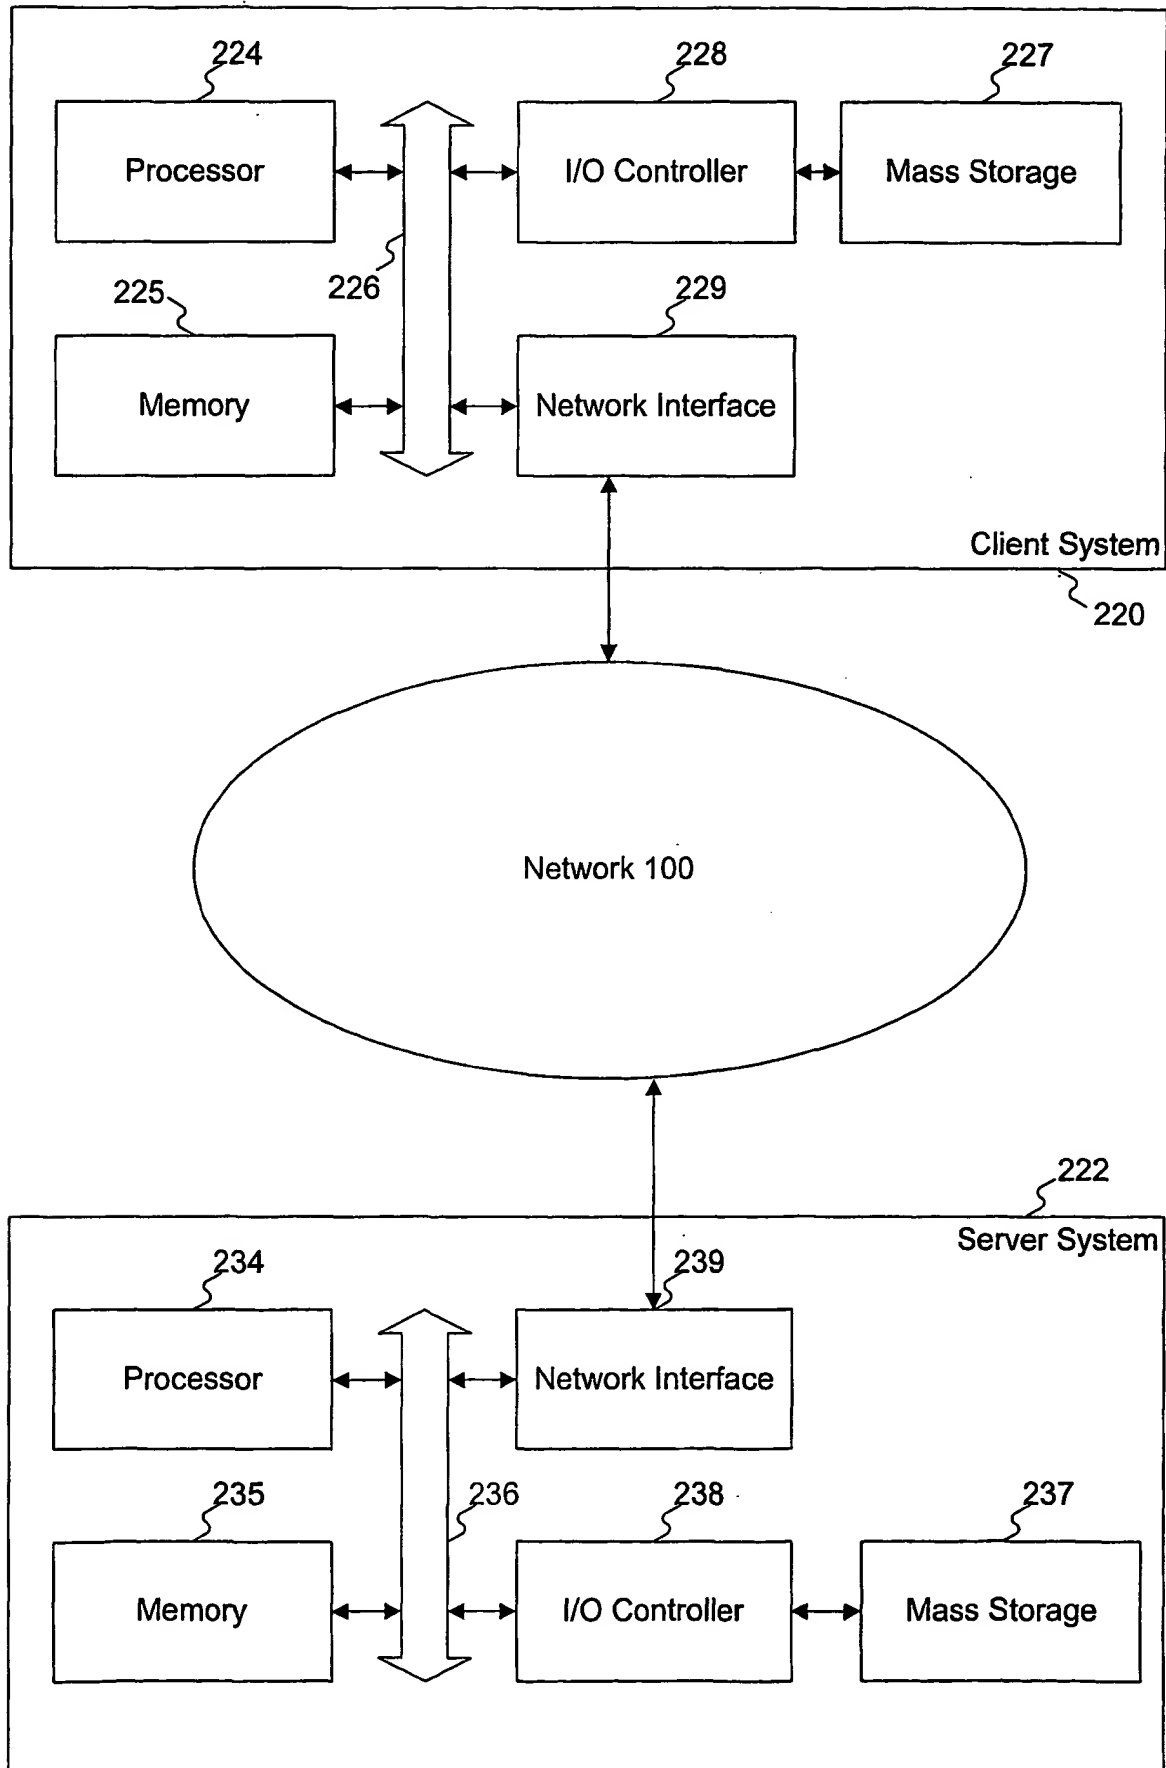 224
228
227
Processor
I/O Controller
Mass Storage
226
225
229
Memory
Network Interface
Client System
220
Network 100
222
Server System
234
239
Processor
Network Interface
235
236
238
237
Memory
I/O Controller
Mass Storage